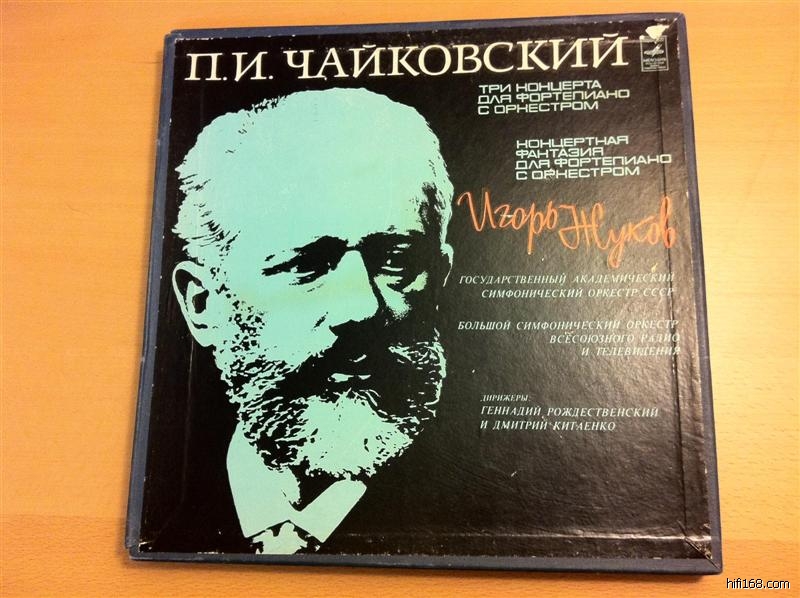 П.И. ЧАЙКОВСКИЙ
МЕЛОДИЯ
ТРИ КОНЦЕРТА
ДЛЯ ФОРТЕПИАНО
С ОРКЕСТРОМ
КОНЦЕРТНАЯ
ФАНТАЗИЯ
ДЛЯ ФОРТЕПИАНО
С ОРКЕСТРОМ
Игорь Жуков
ГОСУДАРСТВЕННЫЙ АКАДЕМИЧЕСКИЙ
СИМФОНИЧЕСКИЙ ОРКЕСТР СССР
БОЛЬШОЙ СИМФОНИЧЕСКИЙ ОРКЕСТР
ВСЕСОЮЗНОГО РАДИО
И ТЕЛЕВИДЕНИЯ
ДИРИЖЕРЫ:
ГЕННАДИЙ РОЖДЕСТВЕНСКИЙ
И ДМИТРИЙ КИТАЕНКО
hifi168.com